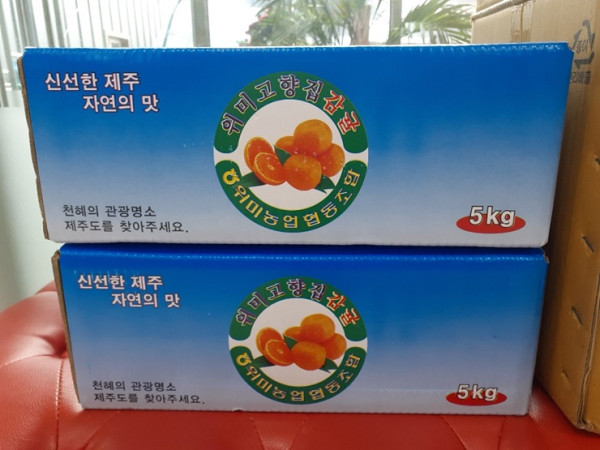 신선한 제주
자연의 맛
위미고향집감귤
위미농업협동조합
천혜의 관광명소
제주도를 찾아주세요.
5kg
신선한 제주
자연의 맛
위미고향집감귤
위미농업협동조합
천혜의 관광명소
제주도를 찾아주세요.
5kg